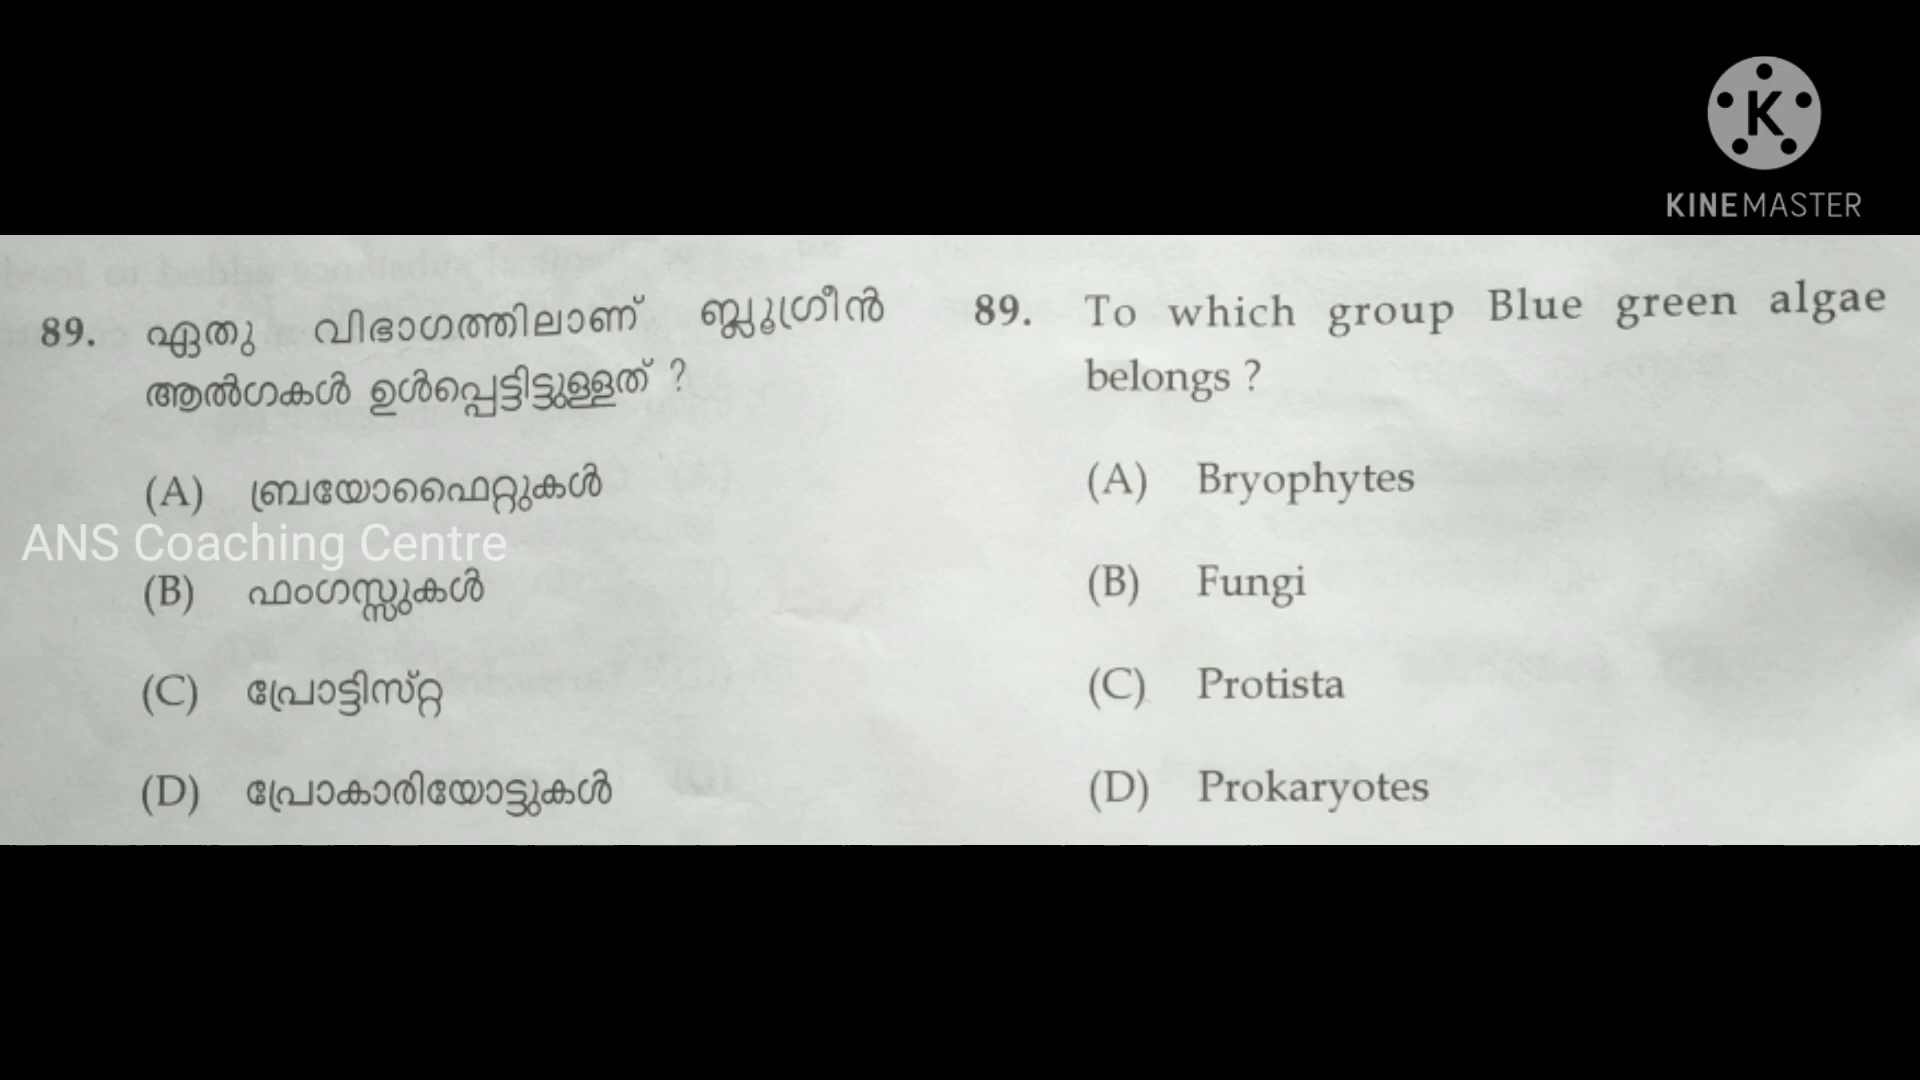 KINEMASTER
89. ഏതു വിഭാഗത്തിലാണ് ബ്ലൂഗ്രീൻ
ആൽഗകൾ ഉൾപ്പെട്ടിട്ടുള്ളത് ?
(A) ബ്രയോഫൈറ്റുകൾ
ANS Coaching Centre
(B) ഫംഗസ്സുകൾ
(C) പ്രോട്ടിസ്റ്റ
(D) പ്രോകാരിയോട്ടുകൾ
89. To which group Blue green algae
belongs ?
(A) Bryophytes
(B) Fungi
(C) Protista
(D) Prokaryotes